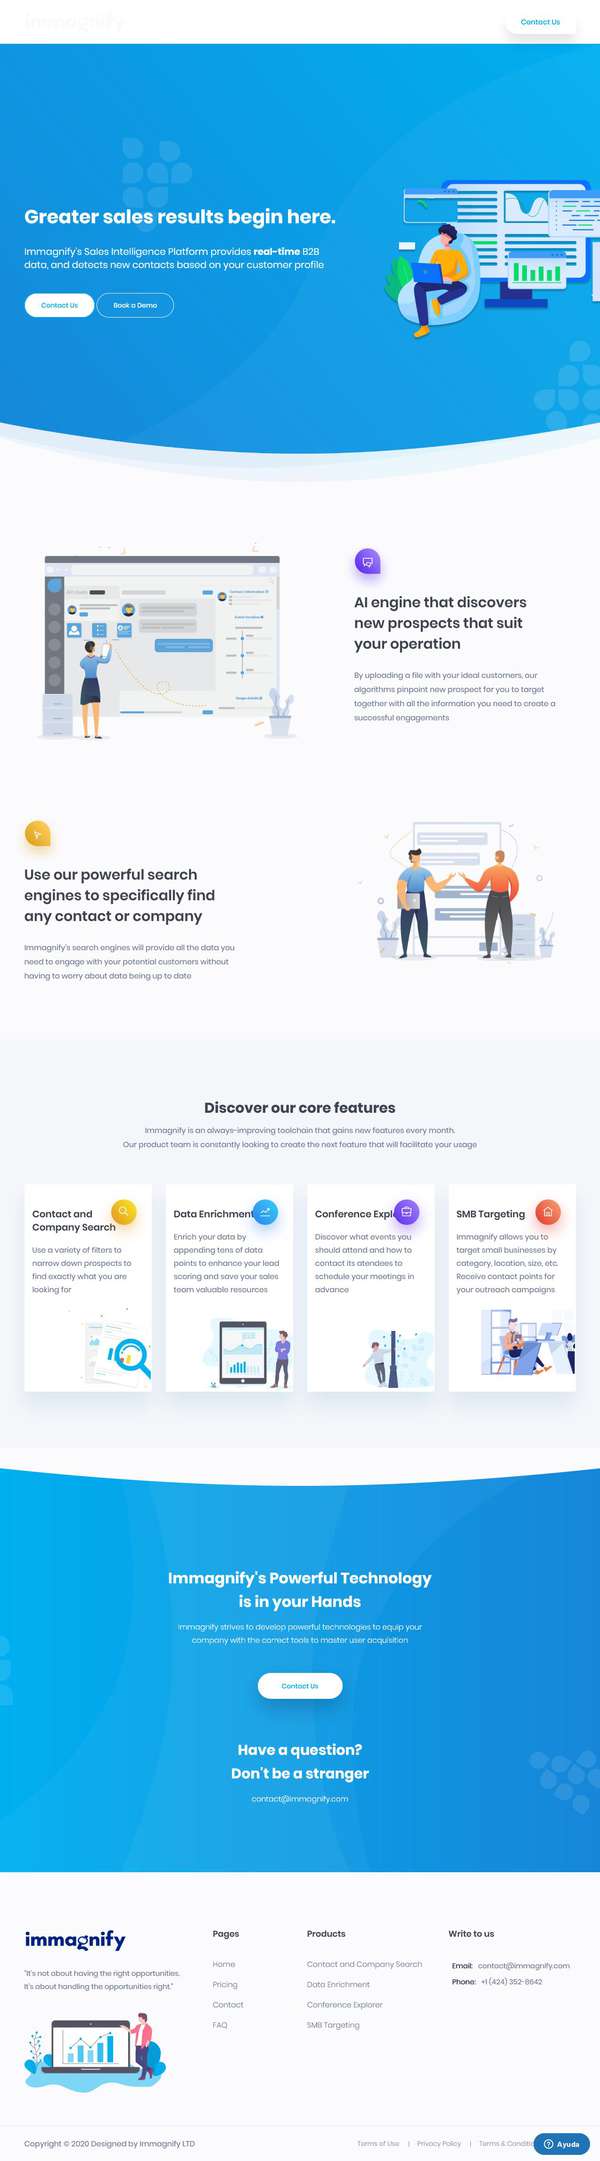 immagnify
Contact Us
Greater sales results begin here.
Immagnify's Sales Intelligence Platform provides real-time B2B
data, and detects new contacts based on your customer profile
Contact Us
Book a Demo
AI engine that discovers
new prospects that suit
your operation
By uploading a file with your ideal customers, our
algorithms pinpoint new prospect for you to target
together with all the information you need to create a
successful engagements
Use our powerful search
engines to specifically find
any contact or company
Immagnify's search engines will provide all the data you
need to engage with your potential customers without
having to worry about data being up to date
Discover our core features
Immagnify is an always-improving toolchain that gains new features every month.
Our product team is constantly looking to create the next feature that will facilitate your usage
Contact and
Company Search
Use a variety of filters to
narrow down prospects to
find exactly what you are
looking for
Data Enrichment
Enrich your data by
appending tens of data
points to enhance your lead
scoring and save your sales
team valuable resources
Conference
Discover what events you
should attend and how to
contact its atendees to
schedule your meetings in
advance
SMB Targeting
Immagnify allows you to
target small businesses by
category, location, size, etc.
Receive contact points for
your outreach campaigns
Immagnify's Powerful Technology
is in your Hands
Immagnify strives to develop powerful technologies to equip your
company with the correct tools to master user acquisition
Contact Us
Have a question?
Don't be a stranger
contact@immagnify.com
immagnify
"It's not about having the right opportunities.
It's about handling the opportunities right."
Pages
Home
Pricing
Contact
FAQ
Products
Contact and Company Search
Data Enrichment
Conference Explorer
SMB Targeting
Write to us
Email: contact@immagnify.com
Phone: +1 (424) 352-8642
Copyright © 2020 Designed by Immagnify LTD
Terms of Use | Privacy Policy | Terms &
Ayuda